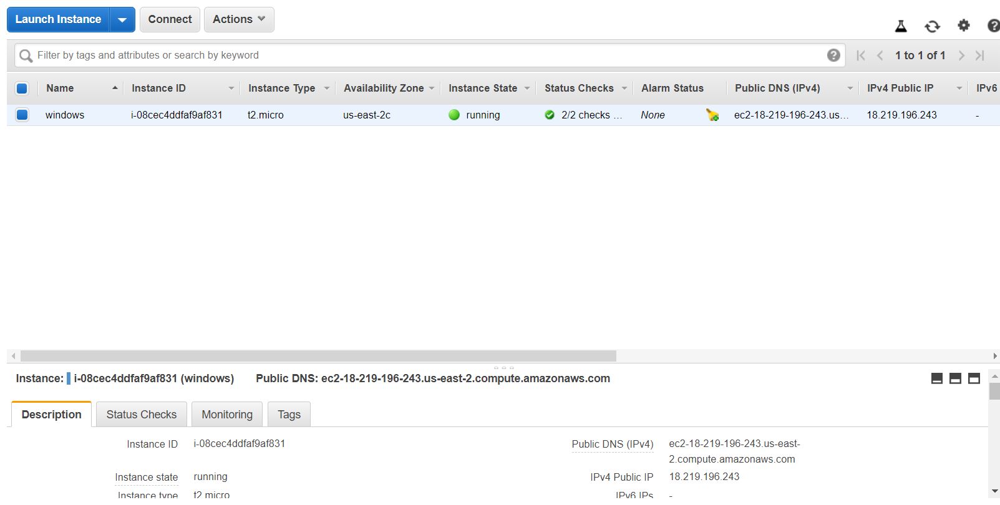 Launch Instance Connect Actions
Filter by tags and attributes or search by keyword 1 to 1 of 1
Name Instance ID Instance Type Availability Zone Instance State Status Checks Alarm Status Public DNS (IPv4) IPv4 Public IP IPv6
windows i-08cec4ddfaf9af831 t2.micro us-east-2c running 2/2 checks ... None ec2-18-219-196-243.us... 18.219.196.243 -
Instance: i-08cec4ddfaf9af831 (windows) Public DNS: ec2-18-219-196-243.us-east-2.compute.amazonaws.com
Description Status Checks Monitoring Tags
Instance ID i-08cec4ddfaf9af831 Public DNS (IPv4) ec2-18-219-196-243.us-east-
2.compute.amazonaws.com
Instance state running IPv4 Public IP 18.219.196.243
Instance type t2.micro IPv6 IPs -